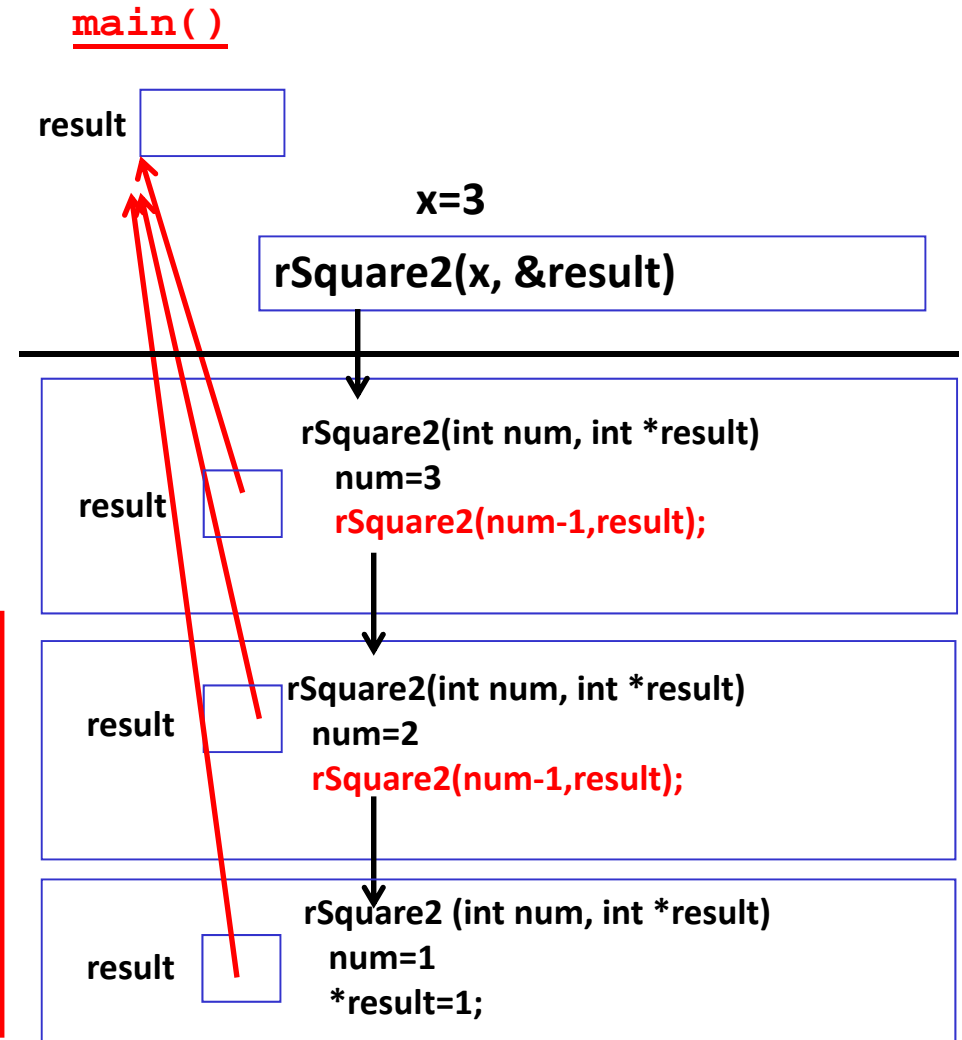 main()
result
x=3
rSquare2(x, &result)
rSquare2(int num, int *result)
num=3
result
rSquare2(num-1,result);
rSquare2(int num, int *result)
result
num=2
rSquare2(num-1,result);
rSquare2 (int num, int *result)
num=1
result
*result=1;